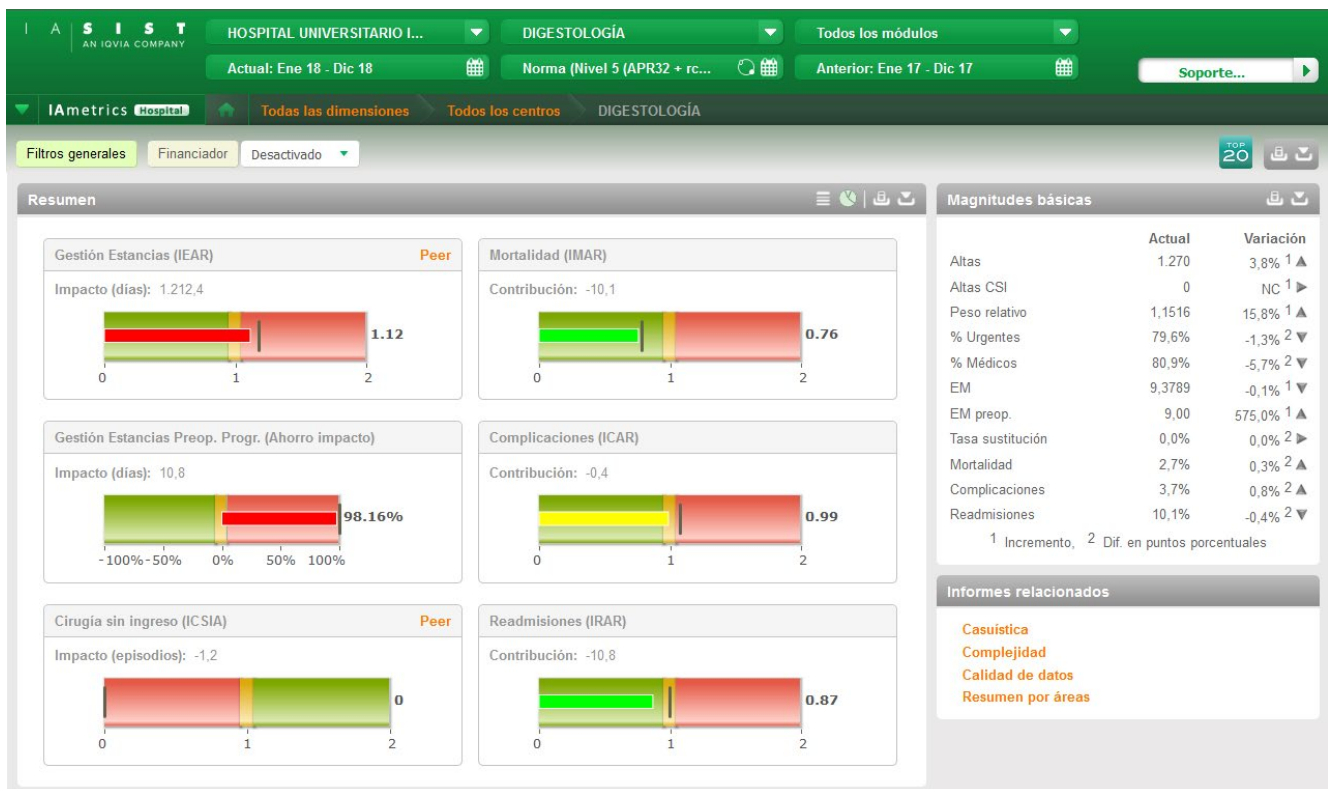 I A S I S T
AN IQVIA COMPANY
HOSPITAL UNIVERSITARIO I...
DIGESTOLOGÍA
Todos los módulos
Actual: Ene 18 - Dic 18
Norma (Nivel 5 (APR32 + rc...
Anterior: Ene 17 - Dic 17
Soporte...
IAmetrics Hospital
Todas las dimensiones
Todos los centros
DIGESTOLOGÍA
Filtros generales
Financiador
Desactivado
TOP 20
Resumen
Gestión Estancias (IEAR) Peer
Impacto (días): 1.212,4
1.12
0 1 2
Mortalidad (IMAR)
Contribución: -10,1
0.76
0 1 2
Gestión Estancias Preop. Progr. (Ahorro impacto)
Impacto (días): 10,8
98.16%
-100% -50% 0% 50% 100%
Complicaciones (ICAR)
Contribución: -0,4
0.99
0 1 2
Cirugía sin ingreso (ICSIA) Peer
Impacto (episodios): -1,2
0
0 1 2
Readmisiones (IRAR)
Contribución: -10,8
0.87
0 1 2
Magnitudes básicas
Actual Variación
Altas 1.270 3,8% 1
Altas CSI 0 NC 1
Peso relativo 1,1516 15,8% 1
% Urgentes 79,6% -1,3% 2
% Médicos 80,9% -5,7% 2
EM 9,3789 -0,1% 1
EM preop. 9,00 575,0% 1
Tasa sustitución 0,0% 0,0% 2
Mortalidad 2,7% 0,3% 2
Complicaciones 3,7% 0,8% 2
Readmisiones 10,1% -0,4% 2
1 Incremento, 2 Dif. en puntos porcentuales
Informes relacionados
Casuística
Complejidad
Calidad de datos
Resumen por áreas